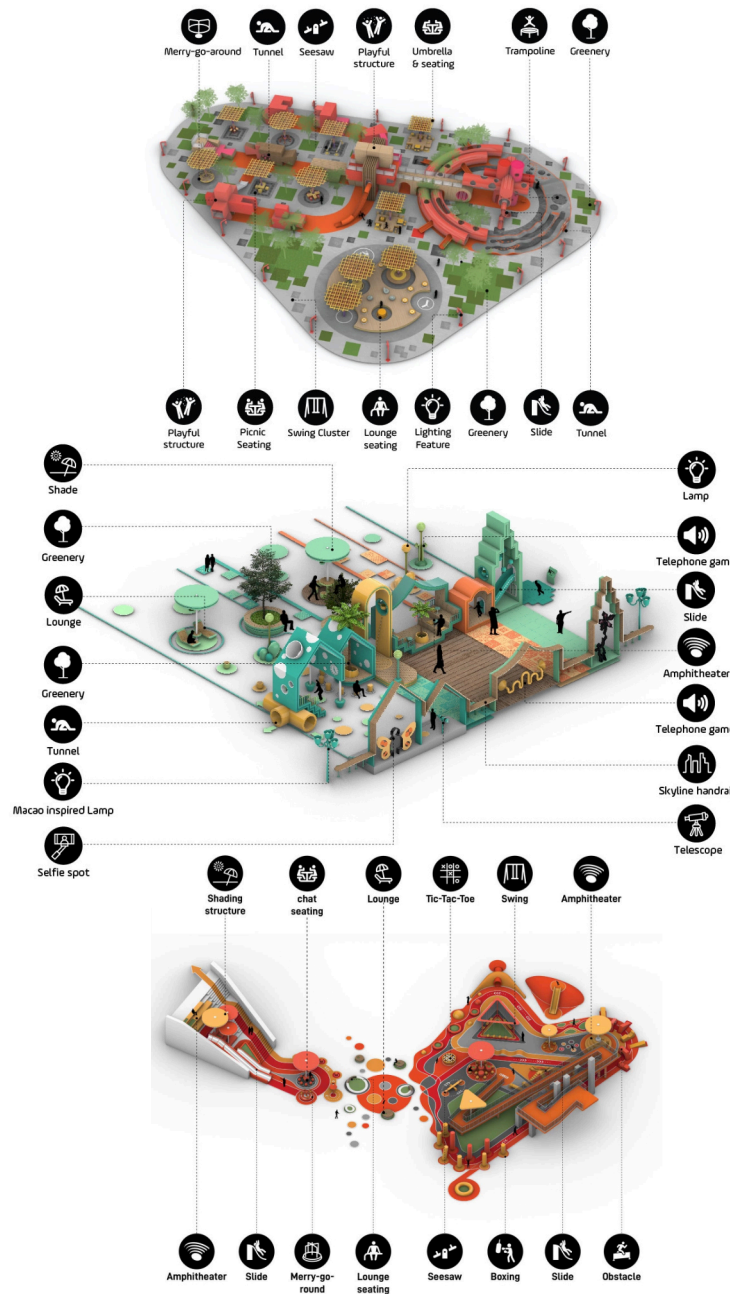 Merry-go-around
Tunnel
Seesaw
Playful
structure
Umbrella
& seating
Trampoline
Greenery
Playful
structure
Picnic
Seating
Swing Cluster
Lounge
seating
Lighting
Feature
Greenery
Slide
Tunnel
Shade
Greenery
Lounge
Greenery
Tunnel
Macao inspired Lamp
Selfie spot
Lamp
Telephone gam
Slide
Amphitheater
Telephone gam
Skyline handrai
Telescope
Shading
structure
chat
seating
Lounge
Tic-Tac-Toe
Swing
Amphitheater
Amphitheater
Slide
Merry-go-
round
Lounge
seating
Seesaw
Boxing
Slide
Obstacle